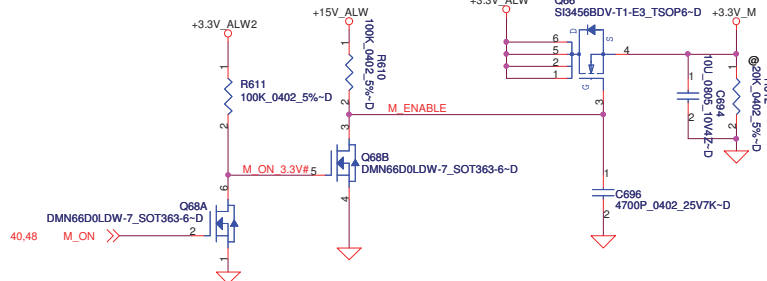 +3.3V_ALW2
+15V_ALW
+3.3V_ALW
Q66
SI3456BDV-T1-E3_TSOP6~D
+3.3V_M
1
R611
100K_0402_5%~D
2
1
R610
100K_0402_5%~D
2
M_ENABLE
6
5
2
1
D
S
G
4
3
1
C694
10U_0805_10V4Z~D
2
1
@20K_0402_5%~D
2
M_ON_3.3V#
5
3
Q68B
DMN66D0LDW-7_SOT363-6~D
4
6
Q68A
DMN66D0LDW-7_SOT363-6~D
2
1
40,48
M_ON
1
C696
4700P_0402_25V7K~D
2